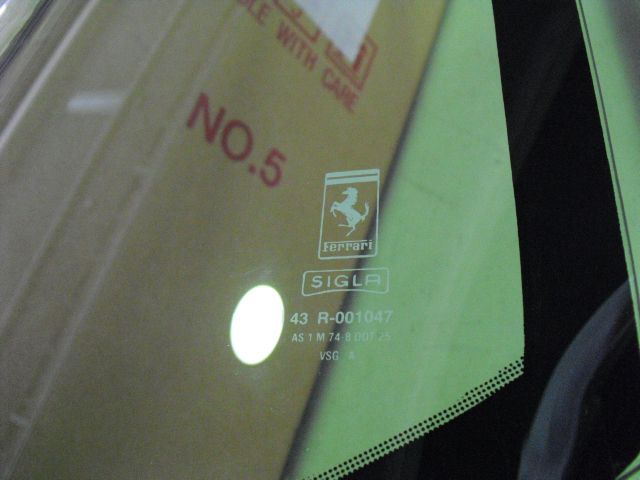 LE WITH CARE
NO.5
Ferrari
SIGLA
43 R-001047
AS 1 M 74-8 DOT 25
VSG A